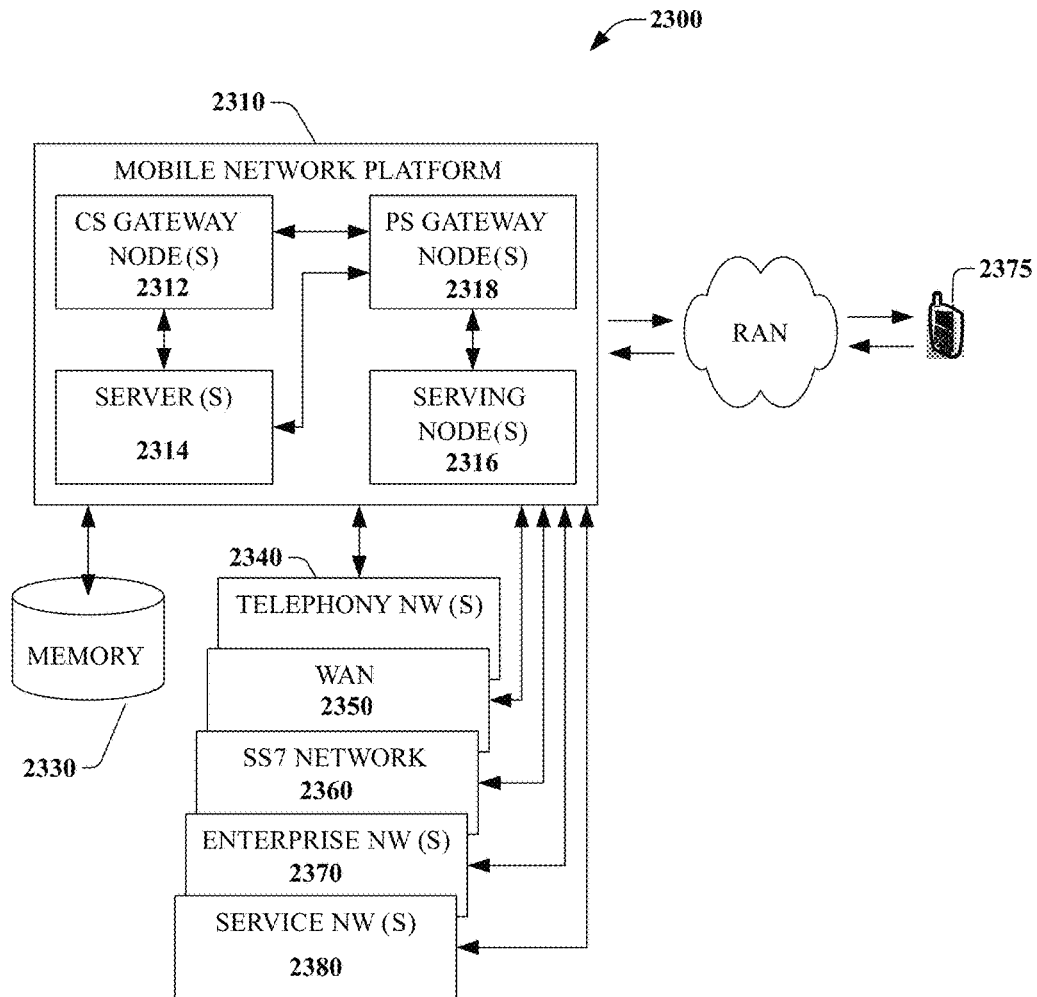 2300
2310
MOBILE NETWORK PLATFORM
CS GATEWAY
NODE(S)
2312
PS GATEWAY
NODE(S)
2318
SERVER(S)
2314
SERVING
NODE(S)
2316
RAN
2375
2340
TELEPHONY NW(S)
MEMORY
2330
WAN
2350
SS7 NETWORK
2360
ENTERPRISE NW(S)
2370
SERVICE NW(S)
2380